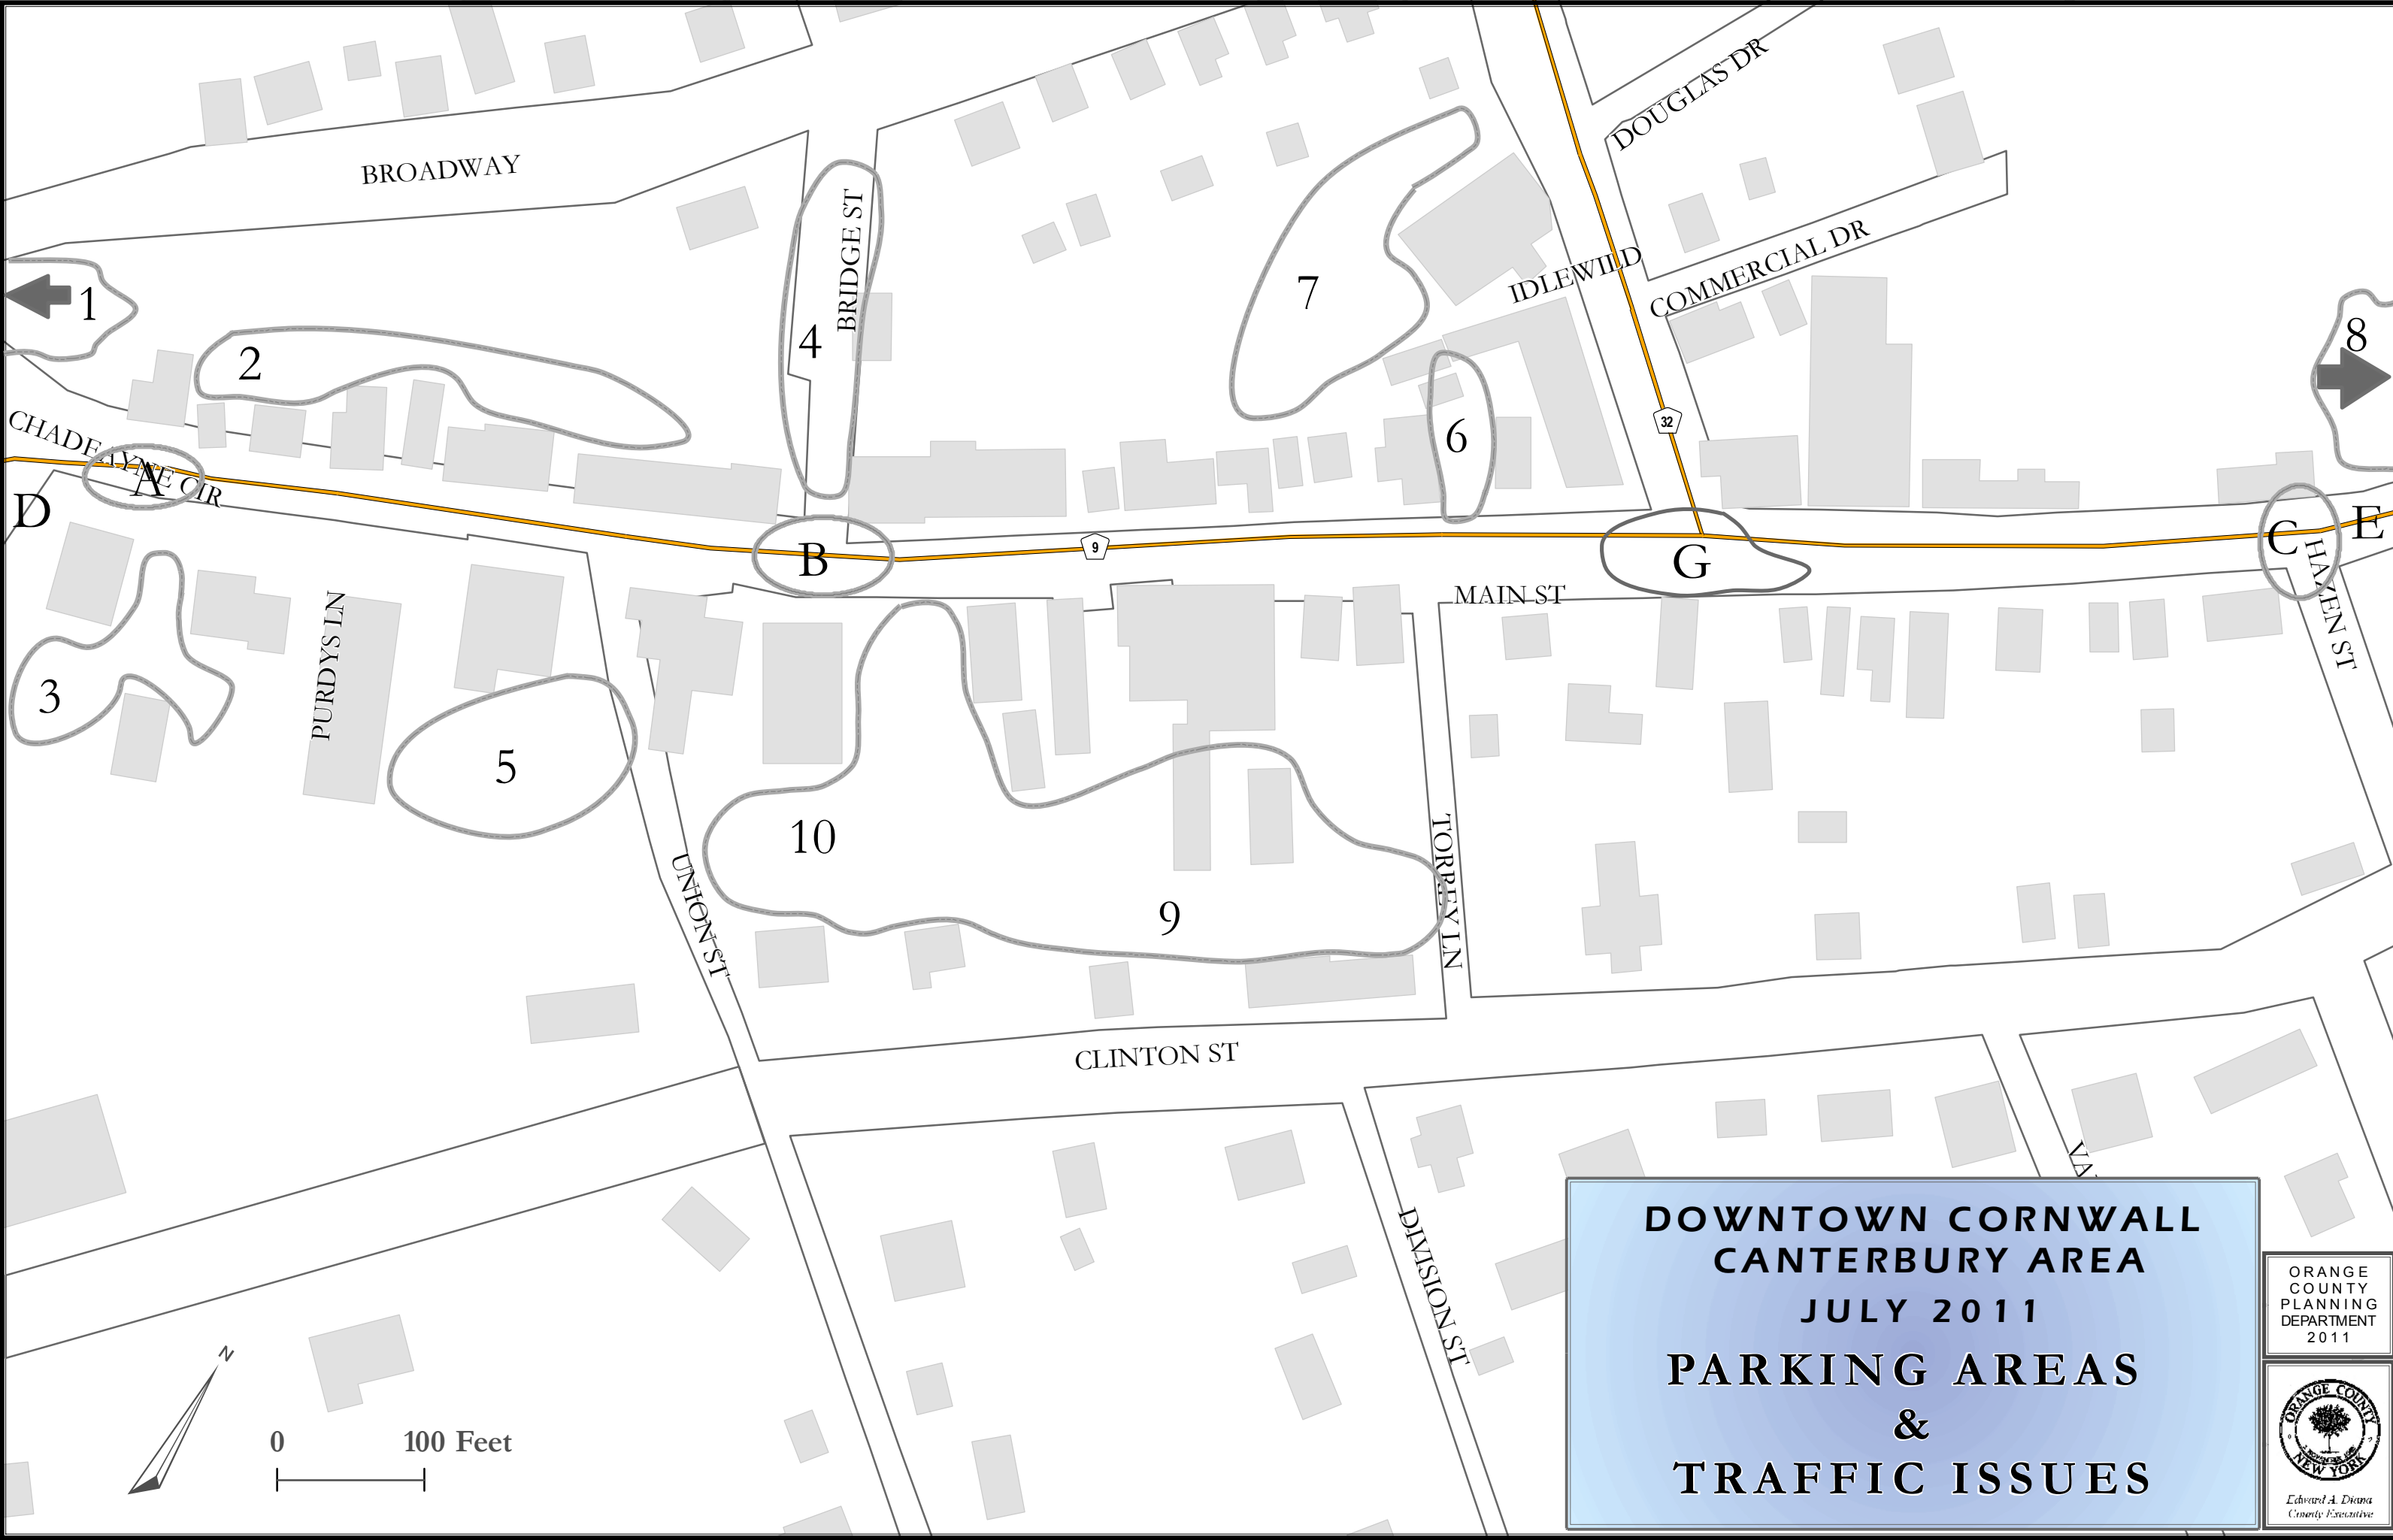 DOUGLAS DR
BROADWAY
BRIDGE ST
IDLEWILD
COMMERCIAL DR
1
7
8
2
4
CHADEAYNE CIR
32
6
A
D
B
9
G
C
E
MAIN ST
HAZEN ST
PURDYS LN
3
5
10
9
UNION ST
TORREY LN
CLINTON ST
VA
DIVISION ST
N
0 100 Feet
DOWNTOWN CORNWALL
CANTERBURY AREA
JULY 2011
PARKING AREAS
&
TRAFFIC ISSUES
ORANGE
COUNTY
PLANNING
DEPARTMENT
2011
ORANGE COUNTY
NEW YORK
Edward A. Diana
County Executive